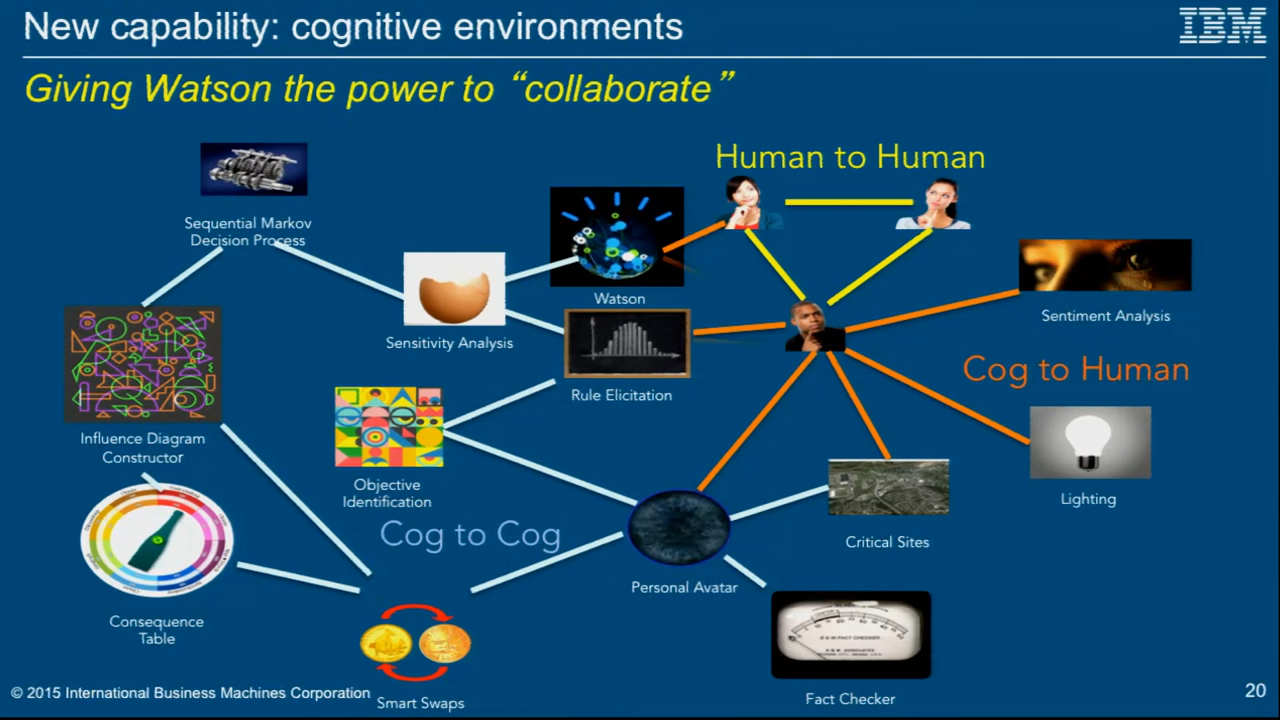 New capability: cognitive environments
IBM
Giving Watson the power to “collaborate”
Human to Human
Sequential Markov
Decision Process
Watson
Sentiment Analysis
Sensitivity Analysis
Cog to Human
Rule Elicitation
Influence Diagram
Constructor
Objective
Identification
Lighting
Cog to Cog
Critical Sites
Personal Avatar
Consequence
Table
FACT CHECKER
Smart Swaps
Fact Checker
© 2015 International Business Machines Corporation
20